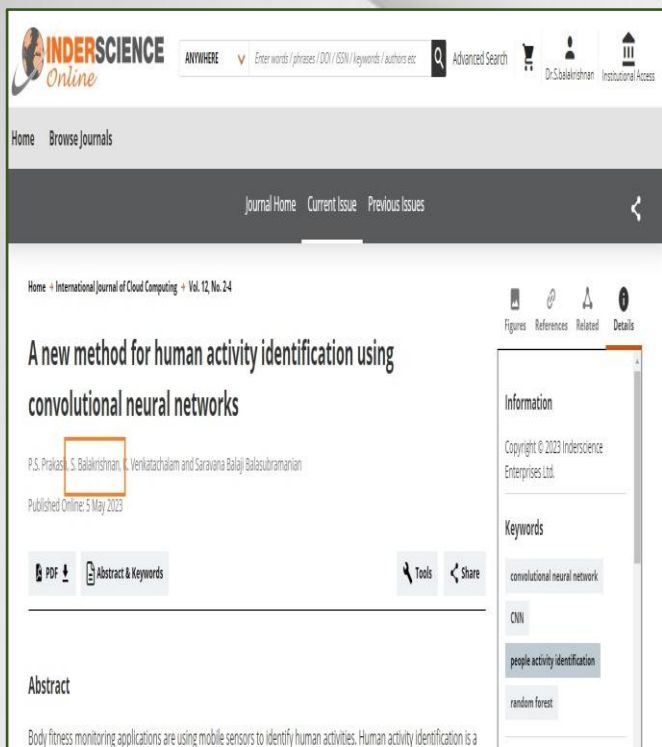 INDERSCIENCE
Online
ANYWHERE
Enter words / phrases / DOI / ISSN / keywords / authors etc
Advanced Search
Dr.S.balakrishnan
Institutional Access
Home Browse Journals
Journal Home Current Issue Previous Issues
Home → International Journal of Cloud Computing → Vol. 12, No. 2-4
A new method for human activity identification using
convolutional neural networks
P.S. Prakash, S. Balakrishnan, K. Venkatachalam and Saravana Balaji Balasubramanian
Published Online: 5 May 2023
PDF Abstract & Keywords Tools Share
Abstract
Body fitness monitoring applications are using mobile sensors to identify human activities. Human activity identification is a
Figures References Related Details
Information
Copyright © 2023 Inderscience
Enterprises Ltd.
Keywords
convolutional neural network
CNN
people activity identification
random forest